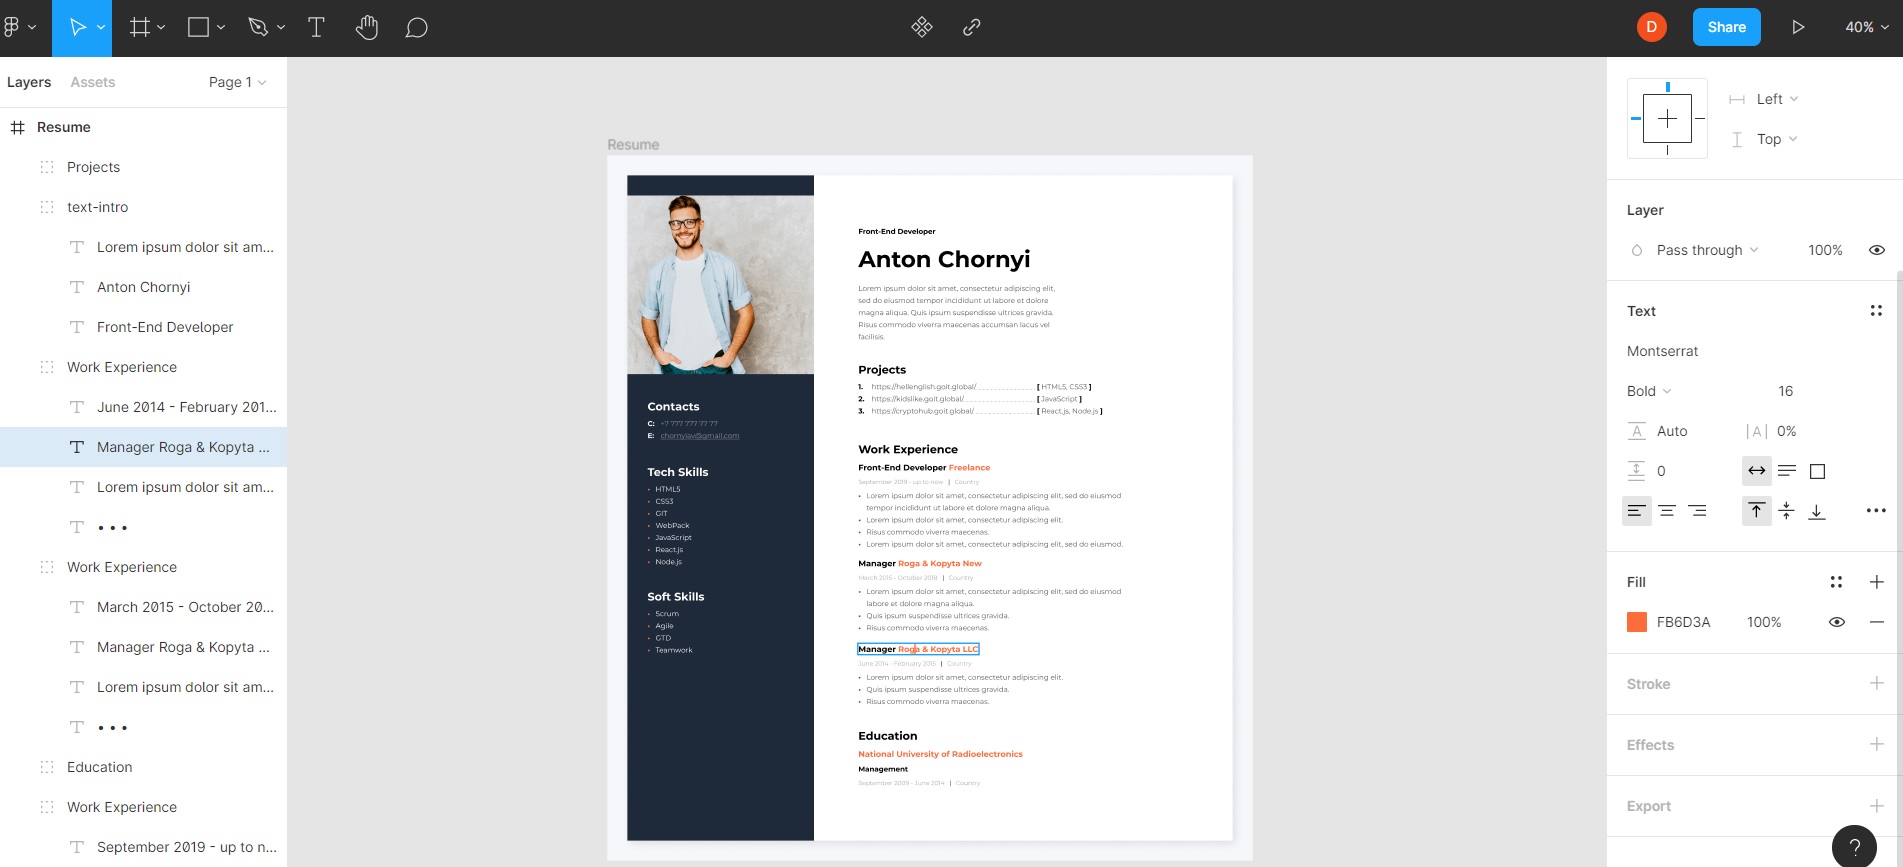 D
Share
40%
Layers
Assets
Page 1
Resume
Projects
text-intro
Lorem ipsum dolor sit am...
Anton Chornyi
Front-End Developer
Work Experience
June 2014 - February 201...
Manager Roga & Kopyta ...
Lorem ipsum dolor sit am...
• • •
Work Experience
March 2015 - October 20...
Manager Roga & Kopyta ...
Lorem ipsum dolor sit am...
• • •
Education
Work Experience
September 2019 - up to n...
Resume
Contacts
C: +7 777 777 77 77
E: chornyiav@gmail.com
Tech Skills
• HTML5
• CSS3
• GIT
• WebPack
• JavaScript
• React.js
• Node.js
Soft Skills
• Scrum
• Agile
• GTD
• Teamwork
Front-End Developer
Anton Chornyi
Lorem ipsum dolor sit amet, consectetur adipiscing elit,
sed do eiusmod tempor incididunt ut labore et dolore
magna aliqua. Quis ipsum suspendisse ultrices gravida.
Risus commodo viverra maecenas accumsan lacus vel
facilisis.
Projects
1. https://hellenglish.goit.global/ [ HTML5, CSS3 ]
2. https://kidslike.goit.global/ [ JavaScript ]
3. https://cryptohub.goit.global/ [ React.js, Node.js ]
Work Experience
Front-End Developer Freelance
September 2019 - up to now | Country
• Lorem ipsum dolor sit amet, consectetur adipiscing elit, sed do eiusmod
tempor incididunt ut labore et dolore magna aliqua.
• Lorem ipsum dolor sit amet, consectetur adipiscing elit.
• Risus commodo viverra maecenas.
• Lorem ipsum dolor sit amet, consectetur adipiscing elit, sed do eiusmod.
Manager Roga & Kopyta New
March 2015 - October 2018 | Country
• Lorem ipsum dolor sit amet, consectetur adipiscing elit, sed do eiusmod
labore et dolore magna aliqua.
• Quis ipsum suspendisse ultrices gravida.
• Risus commodo viverra maecenas.
Manager Roga & Kopyta LLC
June 2014 - February 2015 | Country
• Lorem ipsum dolor sit amet, consectetur adipiscing elit.
• Quis ipsum suspendisse ultrices gravida.
• Risus commodo viverra maecenas.
Education
National University of Radioelectronics
Management
September 2009 - June 2014 | Country
Left
Top
Layer
Pass through
100%
Text
Montserrat
Bold
16
Auto
0%
0
Fill
FB6D3A
100%
Stroke
Effects
Export
?